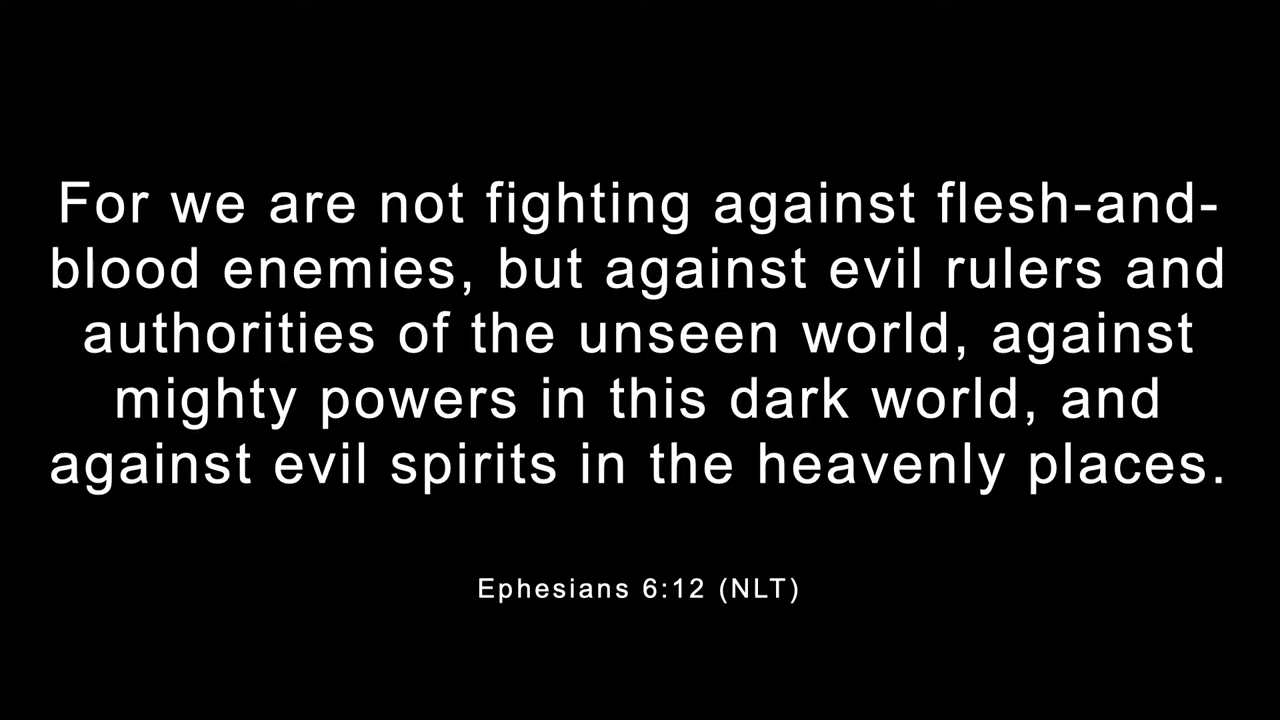 For we are not fighting against flesh-and-
blood enemies, but against evil rulers and
authorities of the unseen world, against
mighty powers in this dark world, and
against evil spirits in the heavenly places.
Ephesians 6:12 (NLT)